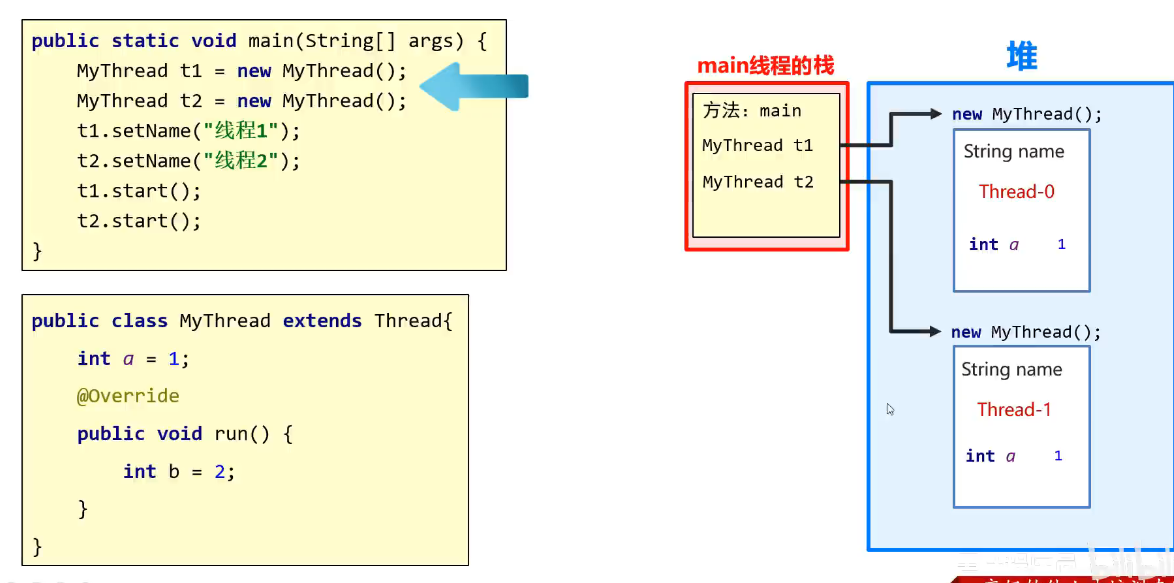 public static void main(String[] args) {
MyThread t1 = new MyThread();
MyThread t2 = new MyThread();
t1.setName("线程1");
t2.setName("线程2");
t1.start();
t2.start();
}
public class MyThread extends Thread{
int a = 1;
@Override
public void run() {
int b = 2;
}
}
main线程的栈
方法：main
MyThread t1
MyThread t2
堆
new MyThread();
String name
Thread-0
int a 1
new MyThread();
String name
Thread-1
int a 1